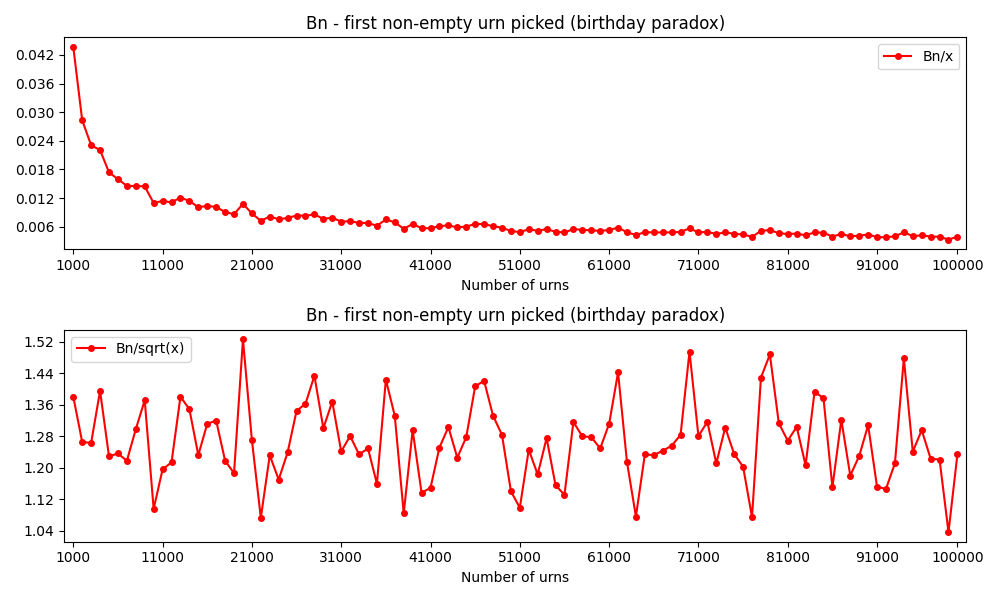 Bn - first non-empty urn picked (birthday paradox)
Bn/x
0.042
0.036
0.030
0.024
0.018
0.012
0.006
1000 11000 21000 31000 41000 51000 61000 71000 81000 91000 100000
Number of urns
Bn - first non-empty urn picked (birthday paradox)
Bn/sqrt(x)
1.52
1.44
1.36
1.28
1.20
1.12
1.04
1000 11000 21000 31000 41000 51000 61000 71000 81000 91000 100000
Number of urns